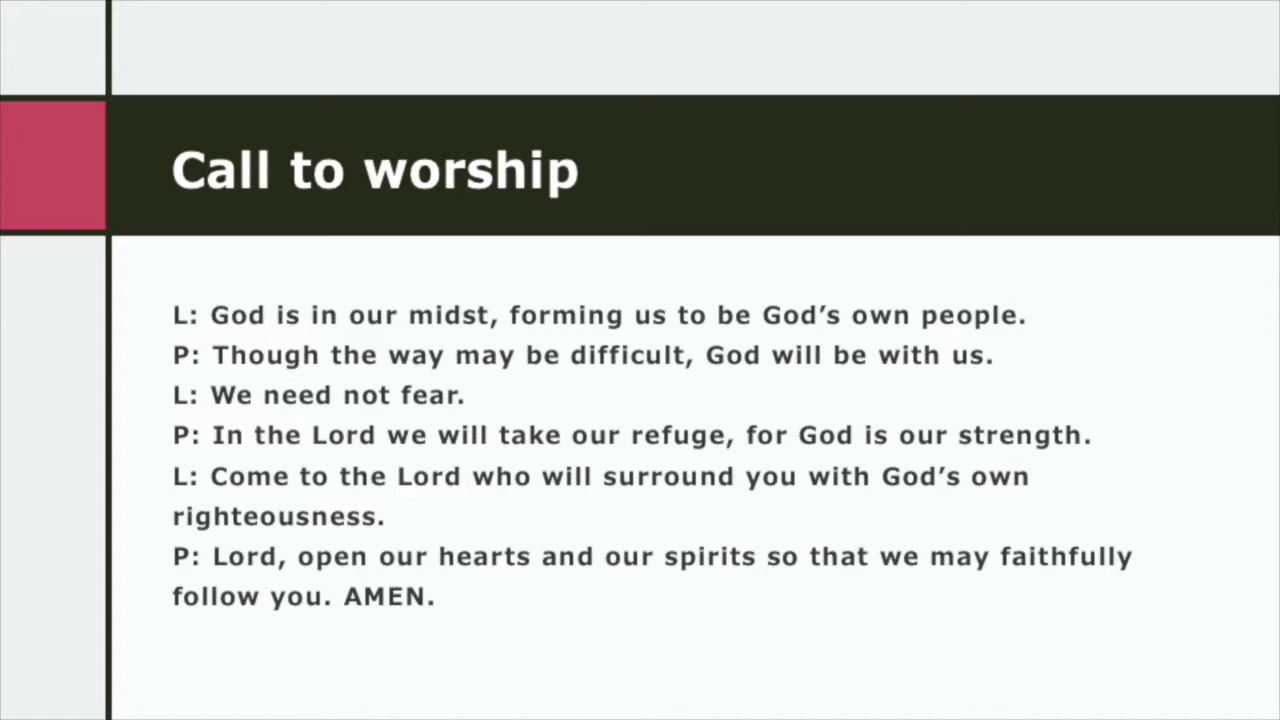 Call to worship
L: God is in our midst, forming us to be God’s own people.
P: Though the way may be difficult, God will be with us.
L: We need not fear.
P: In the Lord we will take our refuge, for God is our strength.
L: Come to the Lord who will surround you with God’s own
righteousness.
P: Lord, open our hearts and our spirits so that we may faithfully
follow you. AMEN.